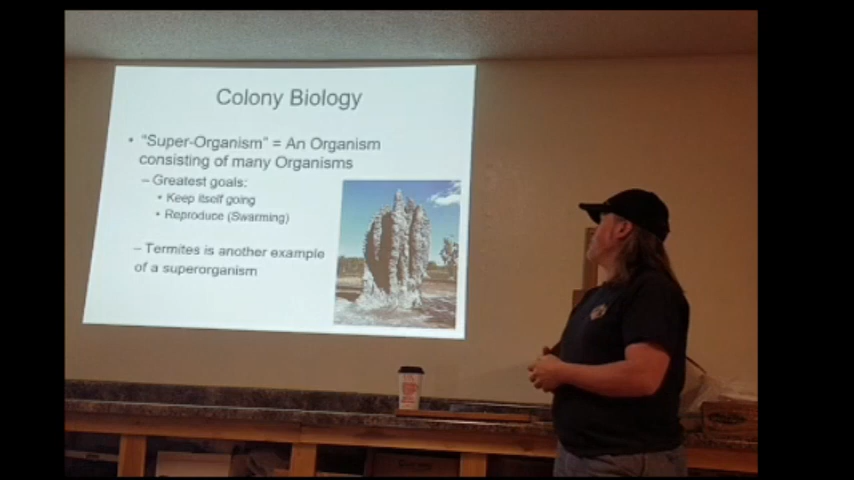 Colony Biology
• "Super-Organism" = An Organism
consisting of many Organisms
– Greatest goals:
• Keep itself going
• Reproduce (Swarming)
– Termites is another example
of a superorganism